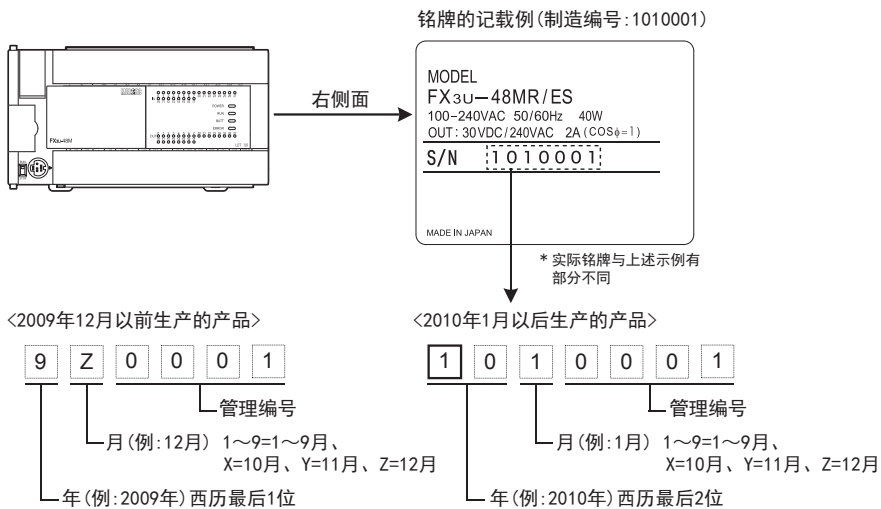 铭牌的记载例(制造编号:1010001)
右侧面
MODEL
FX3U-48MR/ES
100-240VAC 50/60Hz 40W
OUT:30VDC/240VAC 2A(COSφ=1)
S/N 1010001
MADE IN JAPAN
POWER
RUN
BATT
ERROR
FX3U-48M
*实际铭牌与上述示例有
部分不同
<2009年12月以前生产的产品>
9 Z 0 0 0 1
管理编号
月(例:12月) 1~9=1~9月、
X=10月、Y=11月、Z=12月
年(例:2009年)西历最后1位
<2010年1月以后生产的产品>
1 0 1 0 0 0 1
管理编号
月(例:1月) 1~9=1~9月、
X=10月、Y=11月、Z=12月
年(例:2010年)西历最后2位